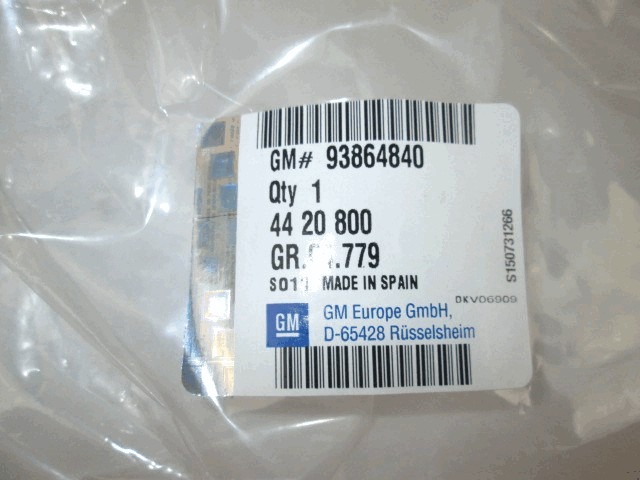 GM# 93864840
Qty 1
44 20 800
MADE IN SPAIN
DKV06909
GM
GM Europe GmbH,
D-65428 Rüsselsheim
S150731266